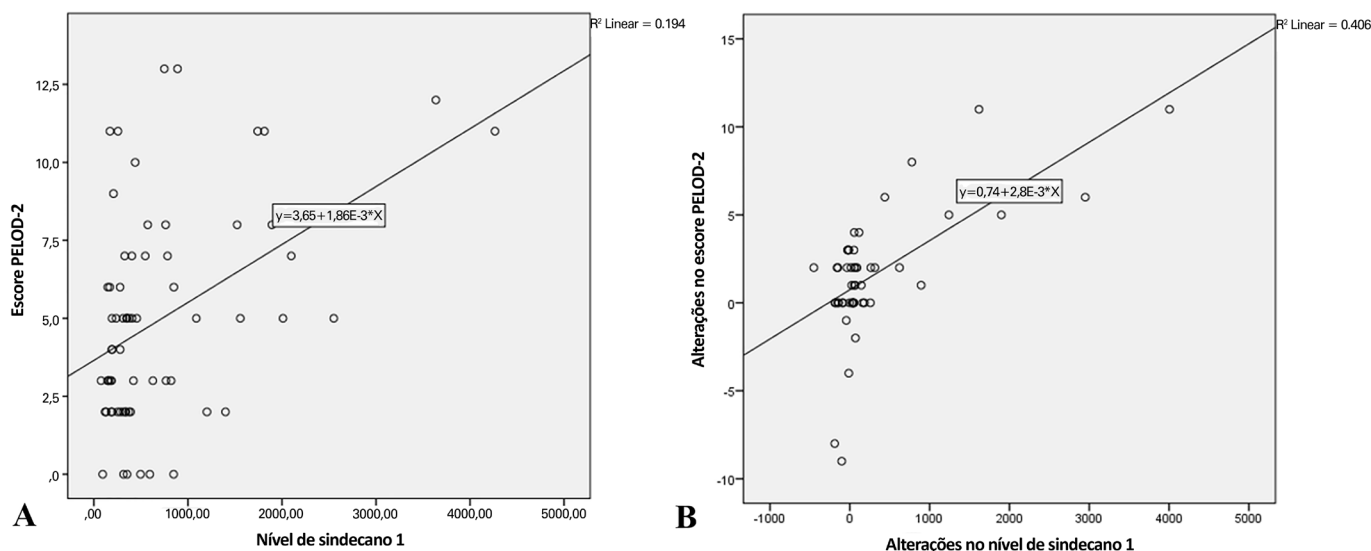 R² Linear = 0.194
12,5
10,0
7,5
5,0
2,5
,0
Escore PELOD-2
y=3,65+1,86E-3*X
,00
1000,00
2000,00
3000,00
4000,00
5000,00
Nível de sindecano 1
A
R² Linear = 0.406
15
10
5
0
-5
-10
Alterações no escore PELOD-2
y=0,74+2,8E-3*X
-1000
0
1000
2000
3000
4000
5000
Alterações no nível de sindecano 1
B